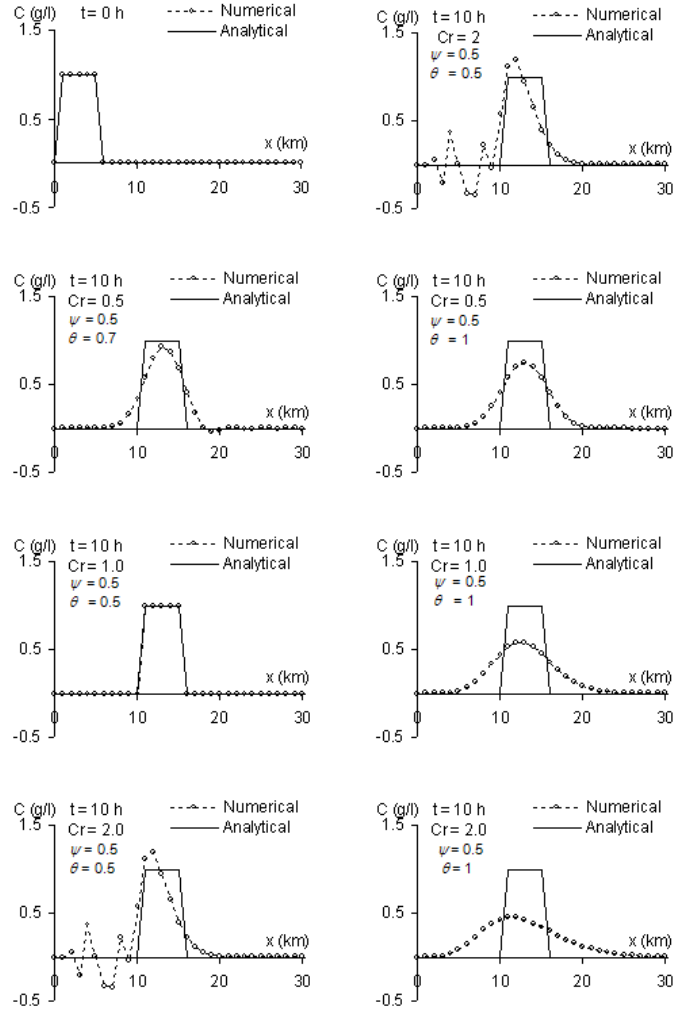 C (g/l) t = 0 h
Numerical
Analytical
1.5
0.5
-0.5
x (km)
0 10 20 30
C (g/l) t = 10 h
Cr = 2
ψ = 0.5
θ = 0.5
Numerical
Analytical
1.5
0.5
-0.5
x (km)
0 10 20 30
C (g/l) t = 10 h
Cr = 0.5
ψ = 0.5
θ = 0.7
Numerical
Analytical
1.5
0.5
-0.5
x (km)
0 10 20 30
C (g/l) t = 10 h
Cr = 0.5
ψ = 0.5
θ = 1
Numerical
Analytical
1.5
0.5
-0.5
x (km)
0 10 20 30
C (g/l) t = 10 h
Cr = 1.0
ψ = 0.5
θ = 0.5
Numerical
Analytical
1.5
0.5
-0.5
x (km)
0 10 20 30
C (g/l) t = 10 h
Cr = 1.0
ψ = 0.5
θ = 1
Numerical
Analytical
1.5
0.5
-0.5
x (km)
0 10 20 30
C (g/l) t = 10 h
Cr = 2.0
ψ = 0.5
θ = 0.5
Numerical
Analytical
1.5
0.5
-0.5
x (km)
0 10 20 30
C (g/l) t = 10 h
Cr = 2.0
ψ = 0.5
θ = 1
Numerical
Analytical
1.5
0.5
-0.5
x (km)
0 10 20 30